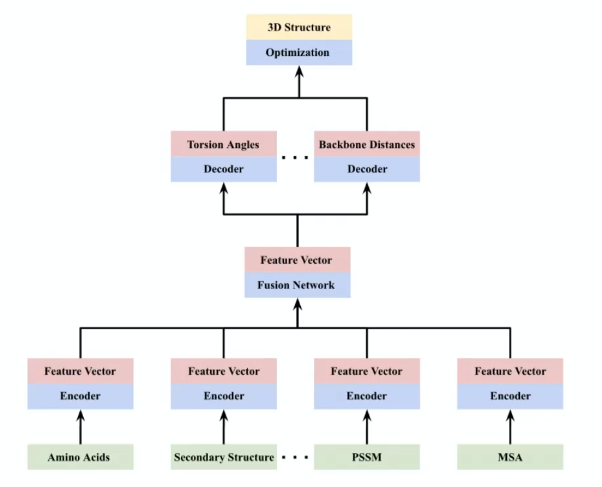 3D Structure
Optimization
Torsion Angles
Backbone Distances
Decoder
. . .
Decoder
Feature Vector
Fusion Network
Feature Vector
Feature Vector
Feature Vector
Feature Vector
Encoder
Encoder
Encoder
Encoder
Amino Acids
Secondary Structure
. . .
PSSM
MSA